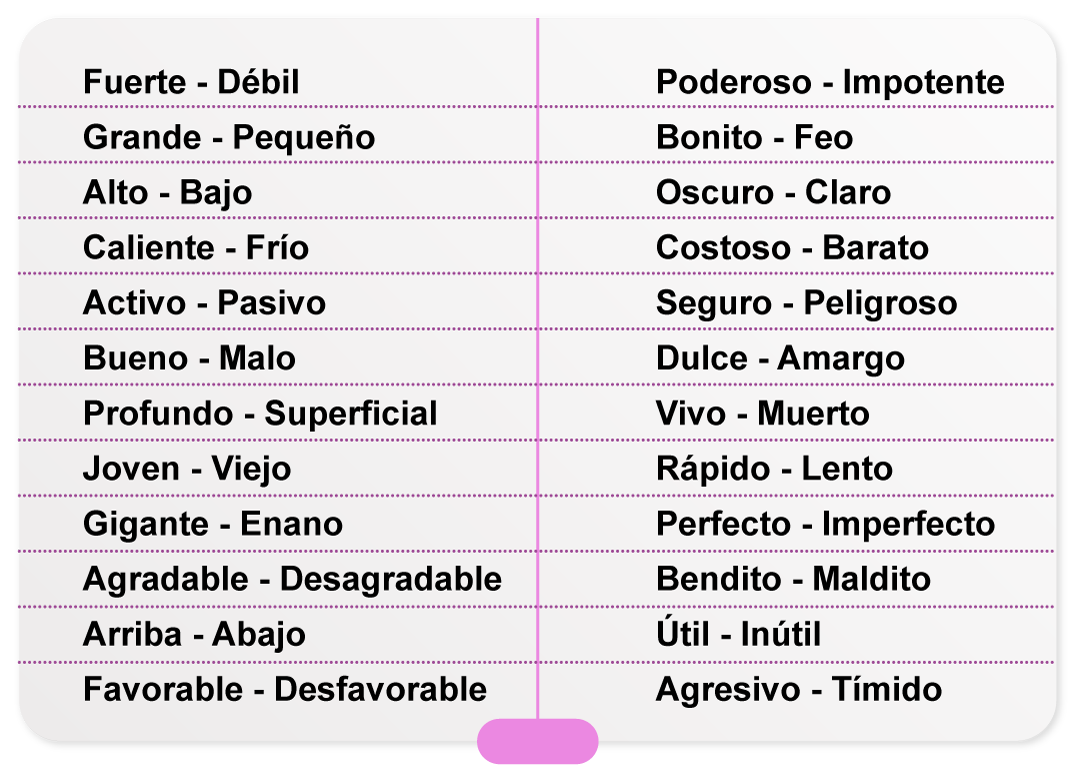 Fuerte - Débil
Grande - Pequeño
Alto - Bajo
Caliente - Frío
Activo - Pasivo
Bueno - Malo
Profundo - Superficial
Joven - Viejo
Gigante - Enano
Agradable - Desagradable
Arriba - Abajo
Favorable - Desfavorable
Poderoso - Impotente
Bonito - Feo
Oscuro - Claro
Costoso - Barato
Seguro - Peligroso
Dulce - Amargo
Vivo - Muerto
Rápido - Lento
Perfecto - Imperfecto
Bendito - Maldito
Útil - Inútil
Agresivo - Tímido